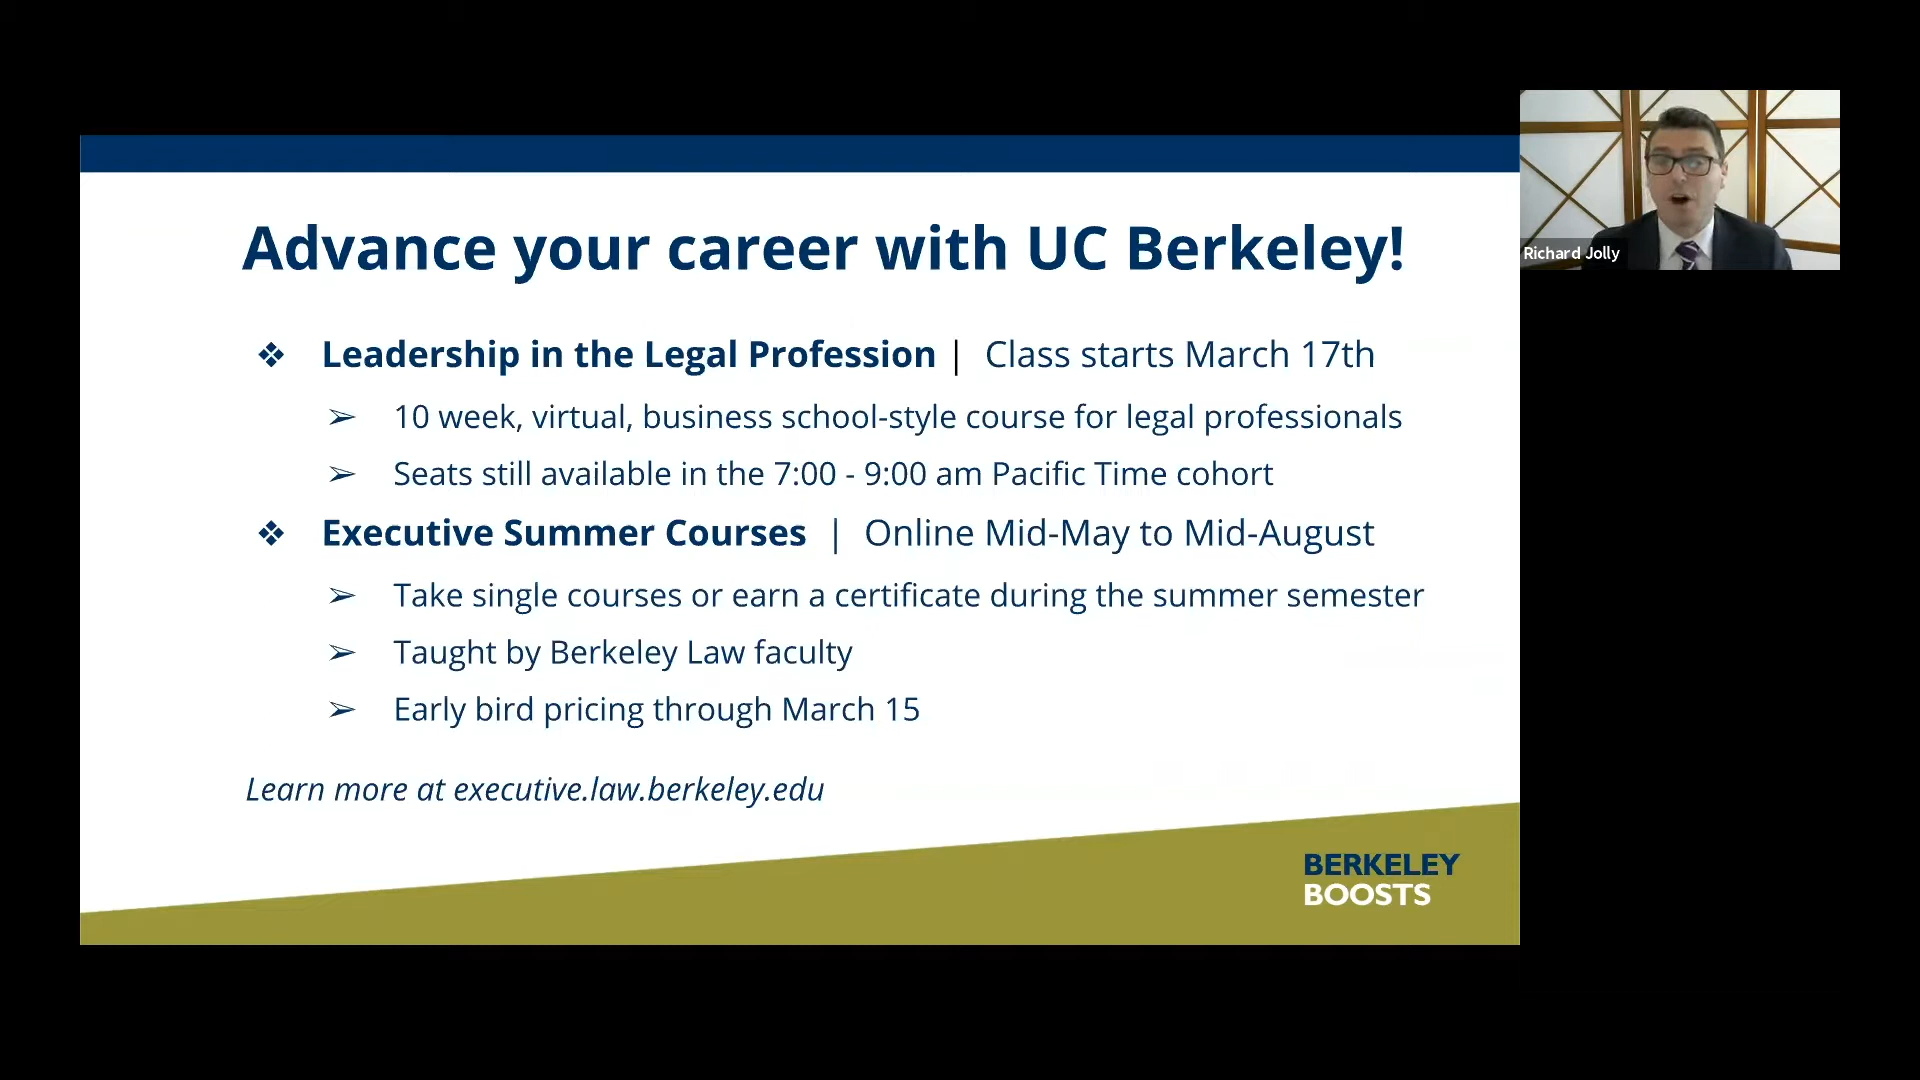 Advance your career with UC Berkeley!
❖ Leadership in the Legal Profession | Class starts March 17th
➢ 10 week, virtual, business school-style course for legal professionals
➢ Seats still available in the 7:00 - 9:00 am Pacific Time cohort
❖ Executive Summer Courses | Online Mid-May to Mid-August
➢ Take single courses or earn a certificate during the summer semester
➢ Taught by Berkeley Law faculty
➢ Early bird pricing through March 15
Learn more at executive.law.berkeley.edu
BERKELEY
BOOSTS
Richard Jolly